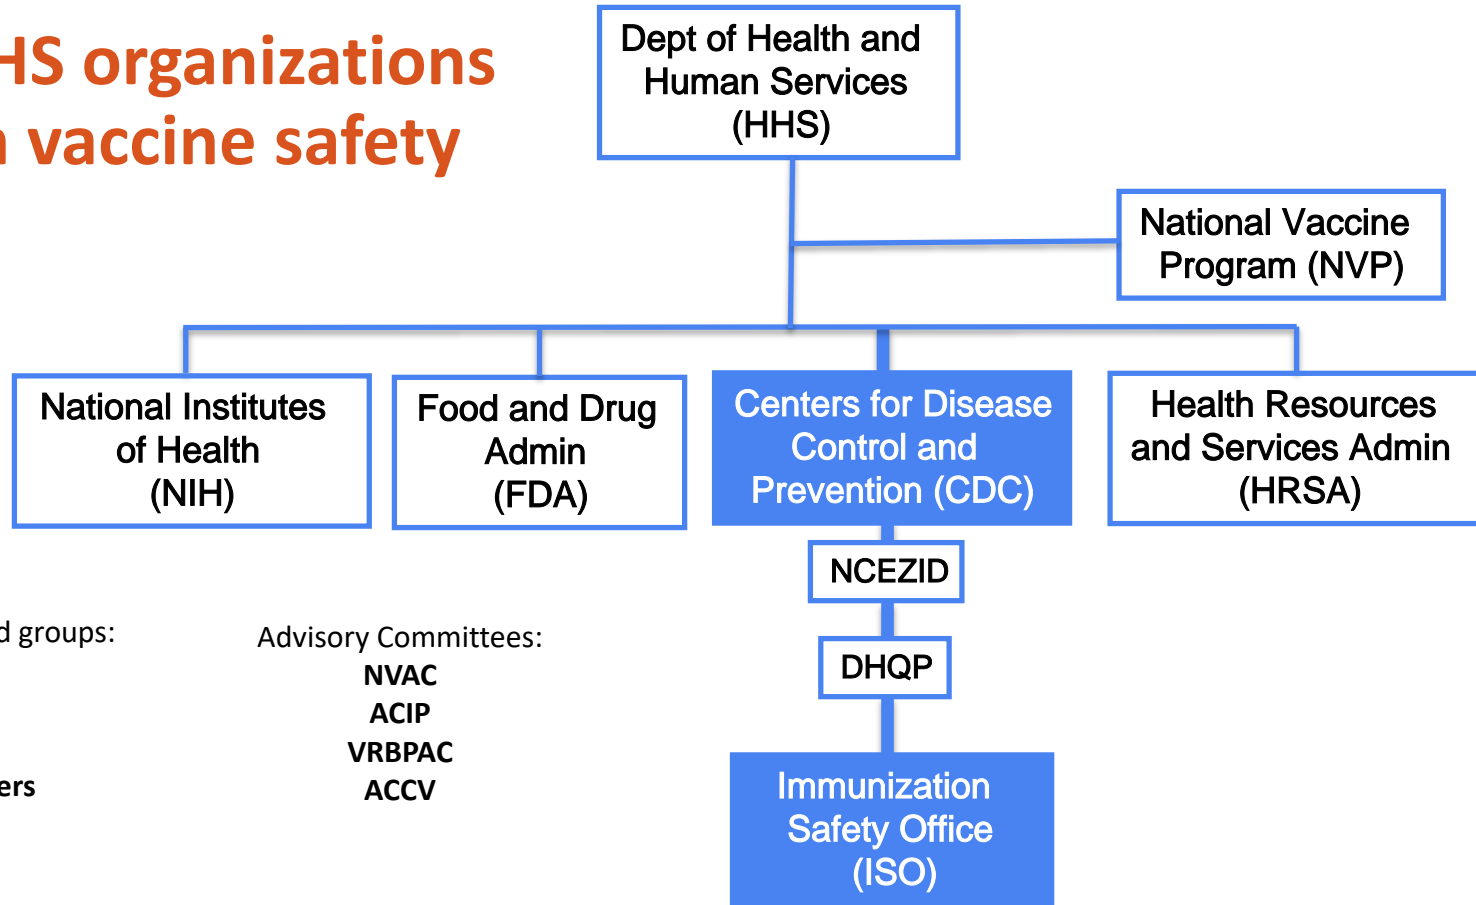 HS organizations
vaccine safety
Dept of Health and
Human Services
(HHS)
National Vaccine
Program (NVP)
National Institutes
of Health
(NIH)
Food and Drug
Admin
(FDA)
Centers for Disease
Control and
Prevention (CDC)
Health Resources
and Services Admin
(HRSA)
NCEZID
DHQP
Immunization
Safety Office
(ISO)
groups:
ers
Advisory Committees:
NVAC
ACIP
VRBPAC
ACCV